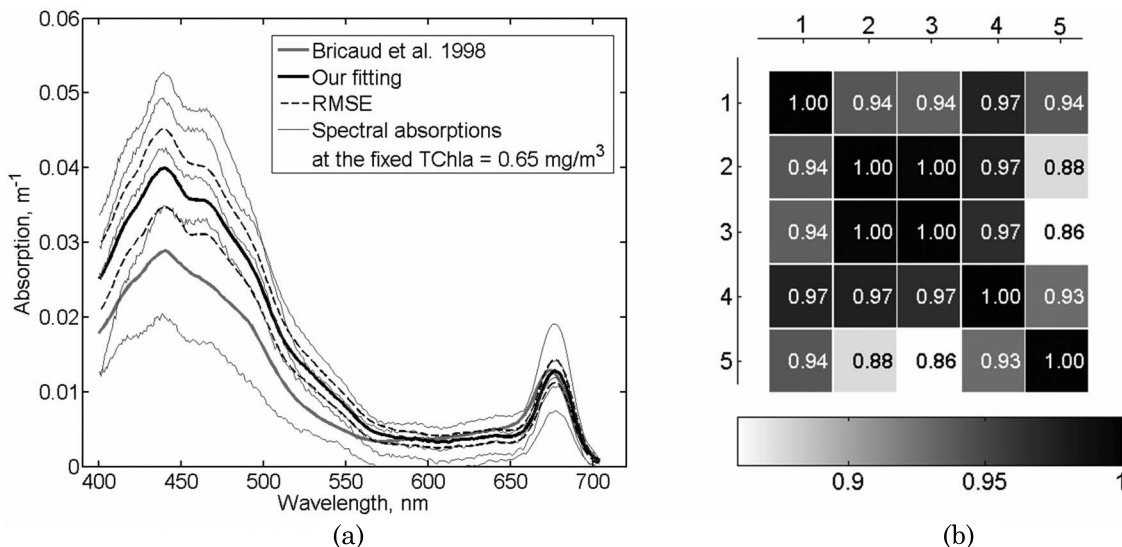 0.06
0.05
0.04
0.03
0.02
0.01
0
Absorption, m⁻¹
Bricaud et al. 1998
Our fitting
RMSE
Spectral absorptions
at the fixed TChla = 0.65 mg/m³
400 450 500 550 600 650 700
Wavelength, nm
(a)
1 2 3 4 5
1 1.00 0.94 0.94 0.97 0.94
2 0.94 1.00 1.00 0.97 0.88
3 0.94 1.00 1.00 0.97 0.86
4 0.97 0.97 0.97 1.00 0.93
5 0.94 0.88 0.86 0.93 1.00
0.9 0.95 1
(b)